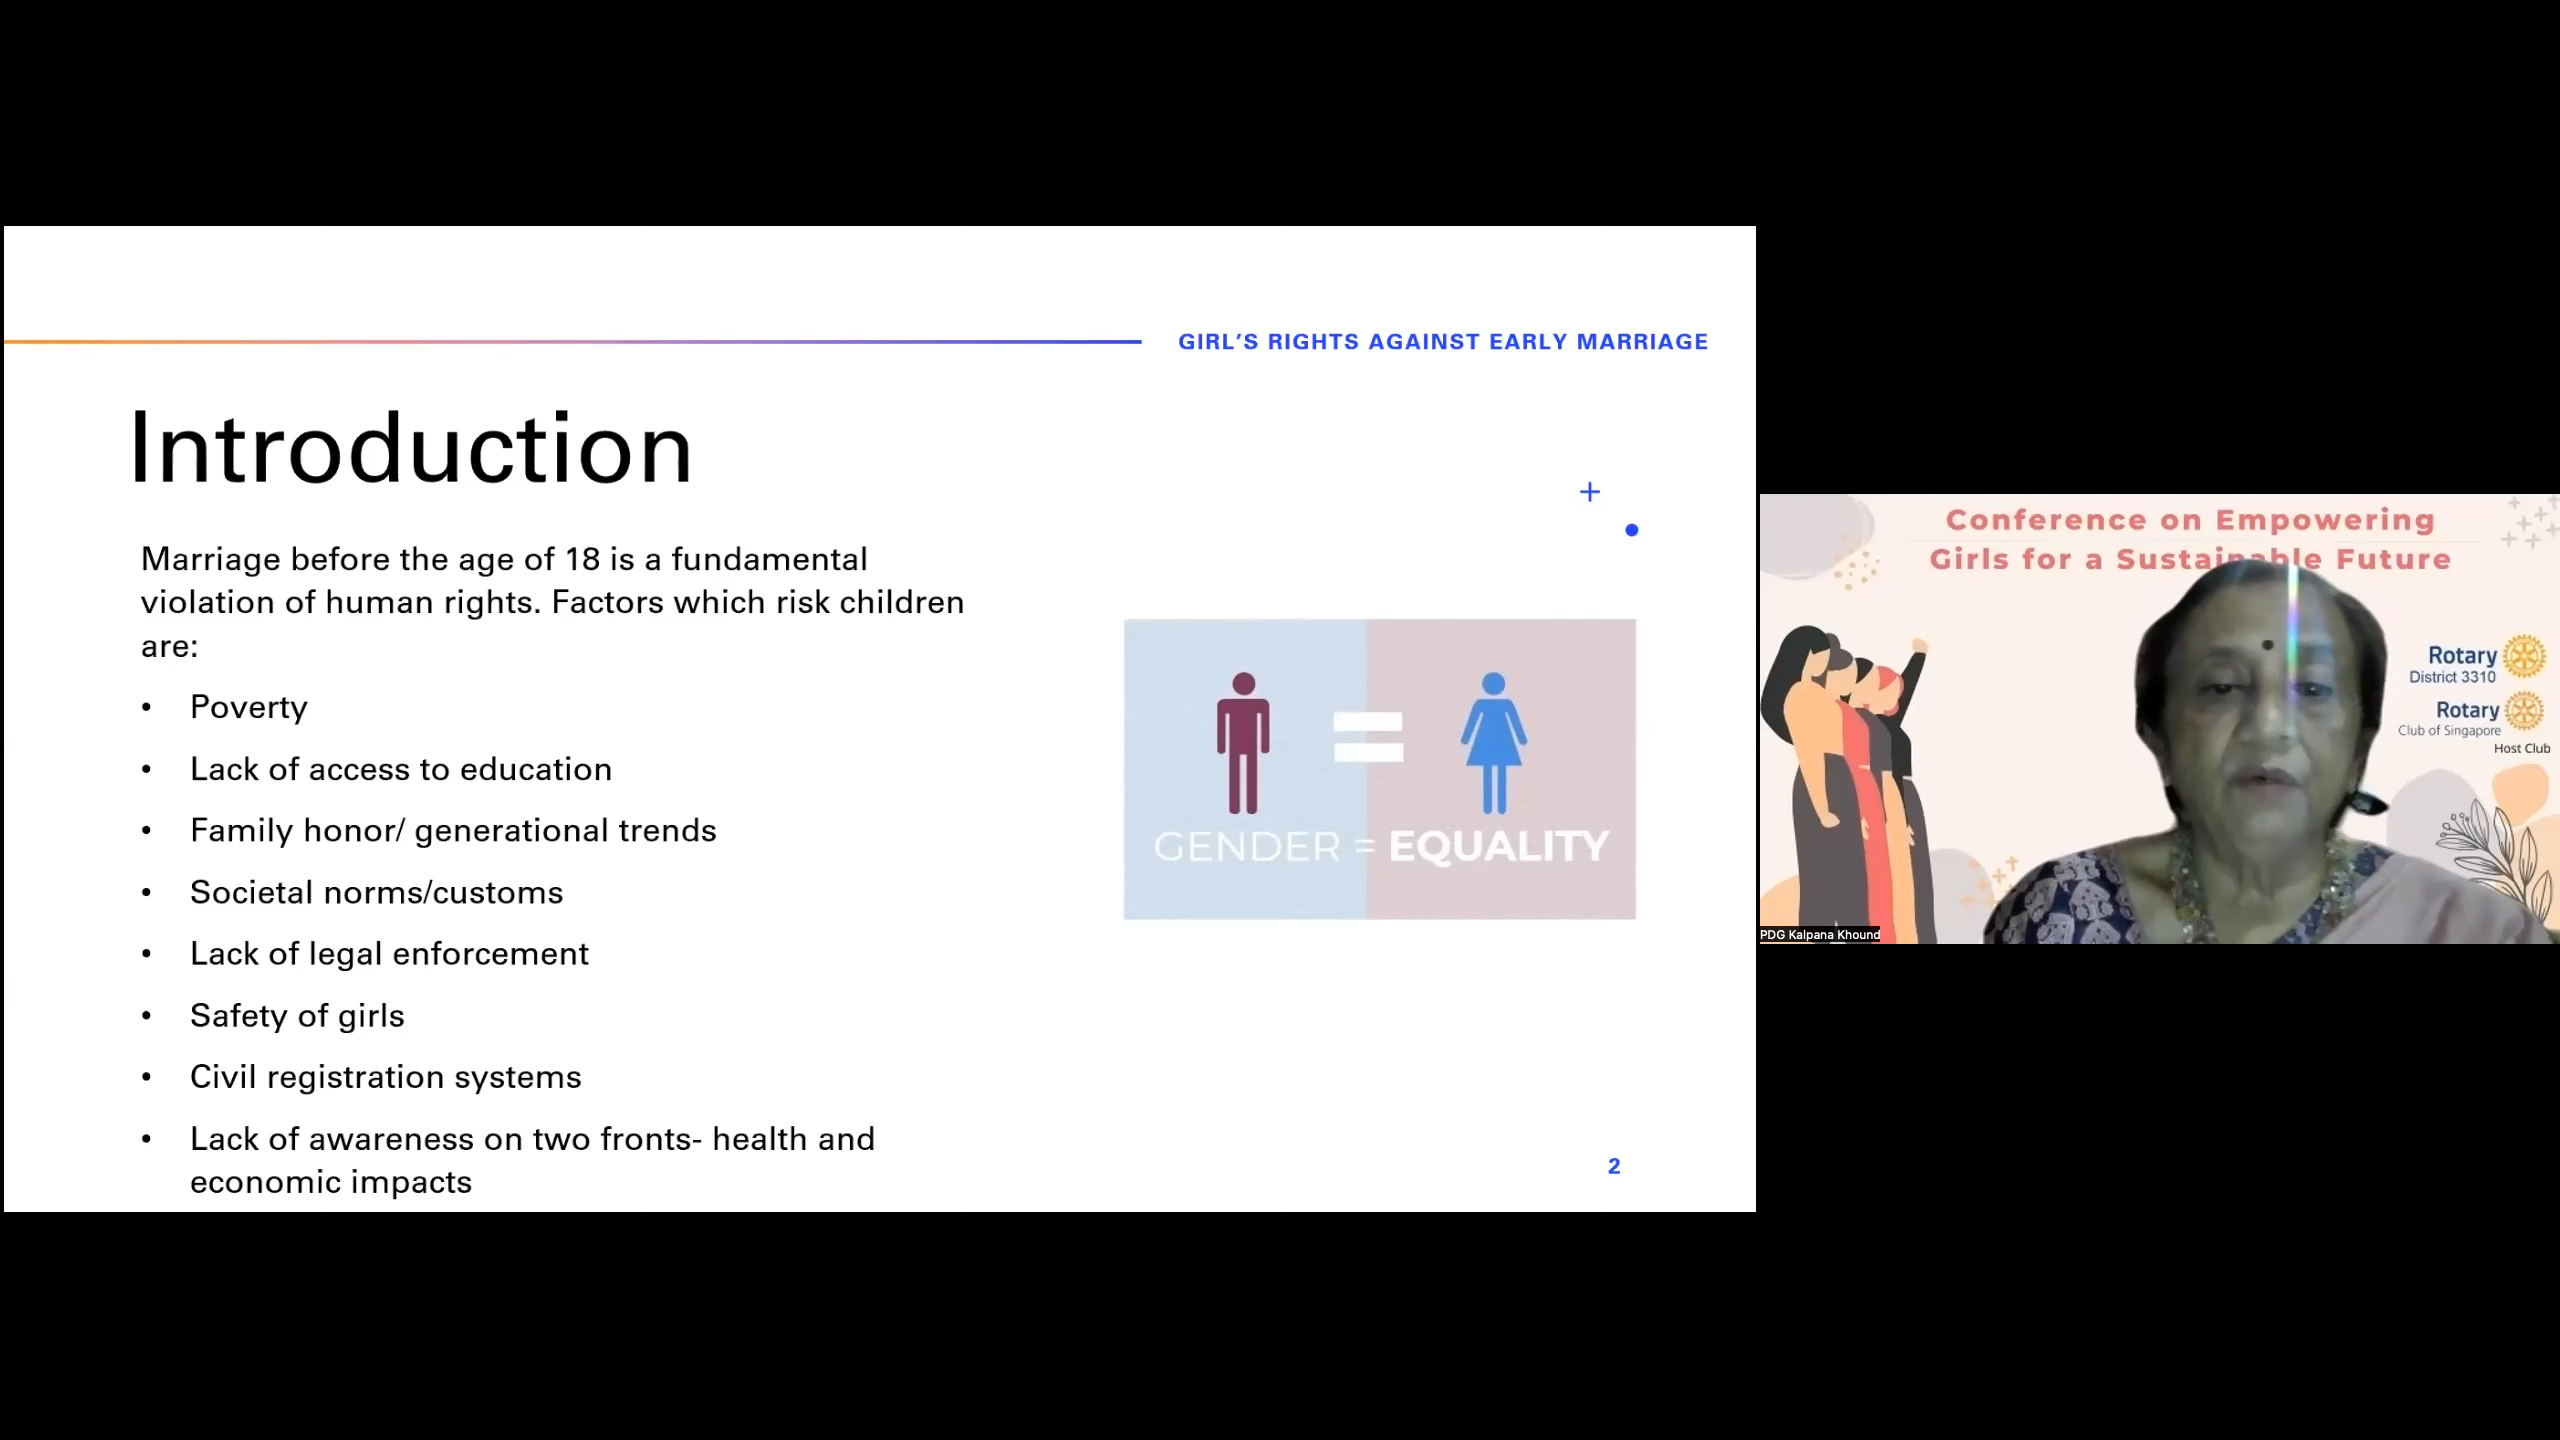 GIRL’S RIGHTS AGAINST EARLY MARRIAGE
Introduction
Marriage before the age of 18 is a fundamental
violation of human rights. Factors which risk children
are:
• Poverty
• Lack of access to education
• Family honor/ generational trends
• Societal norms/customs
• Lack of legal enforcement
• Safety of girls
• Civil registration systems
• Lack of awareness on two fronts- health and
economic impacts
GENDER = EQUALITY
2
Conference on Empowering
Girls for a Sustainable Future
Rotary
District 3310
Rotary
Club of Singapore
Host Club
PDG Kalpana Khound